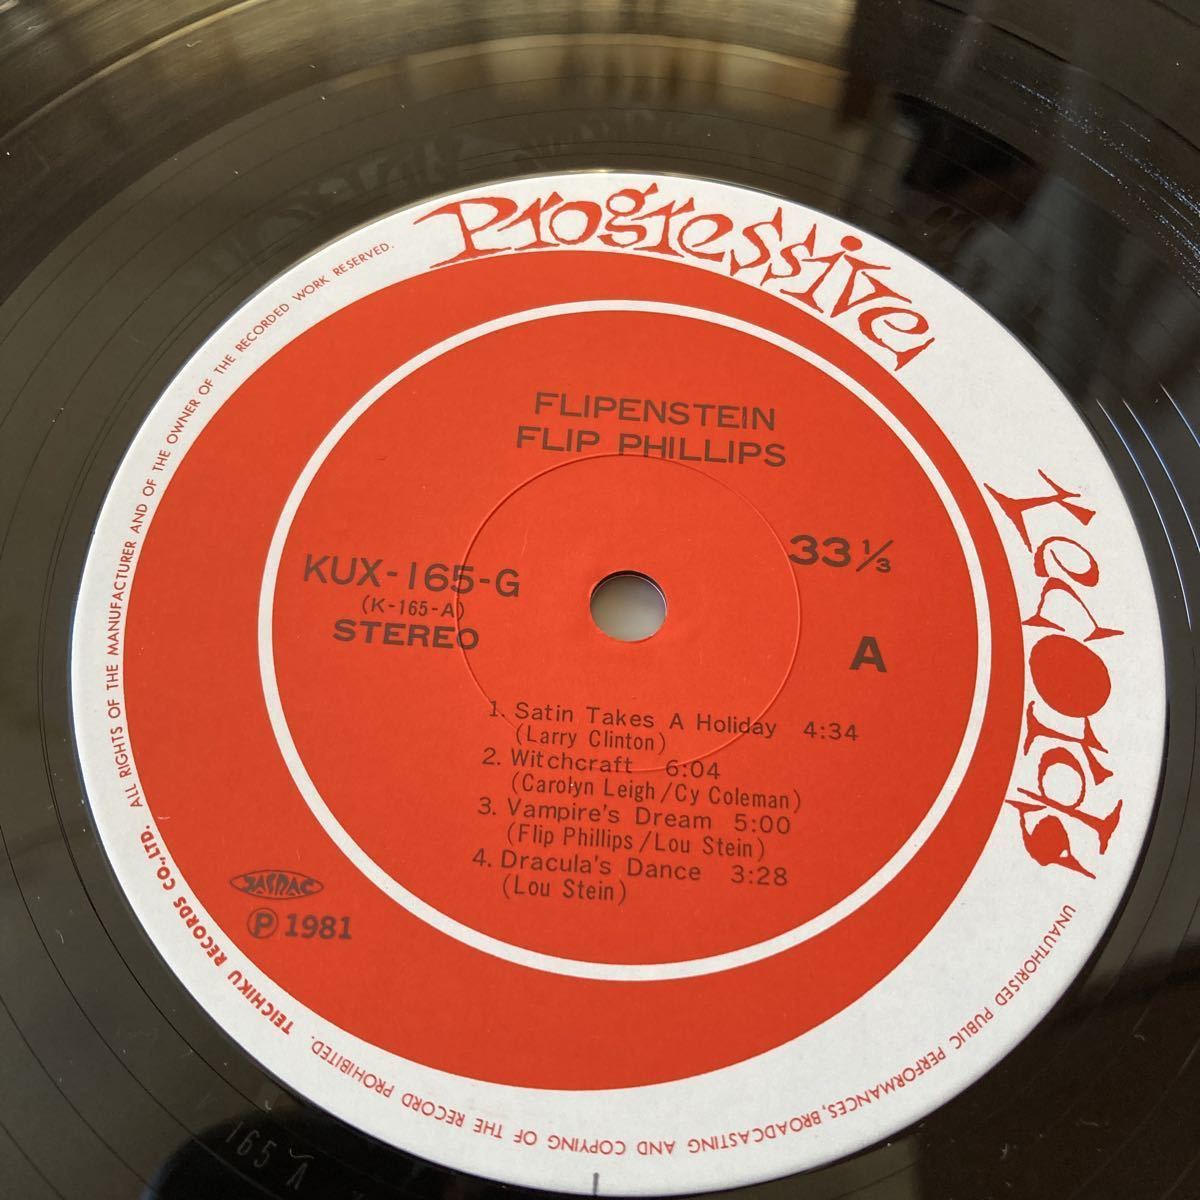 Progressive
records
FLIPENSTEIN
FLIP PHILLIPS
KUX-165-G
(K-165-A)
STEREO
33 1/3
A
1. Satin Takes A Holiday 4:34
(Larry Clinton)
2. Witchcraft 6:04
(Carolyn Leigh/Cy Coleman)
3. Vampire's Dream 5:00
(Flip Phillips/Lou Stein)
4. Dracula's Dance 3:28
(Lou Stein)
JASRAC
Ⓟ 1981
TEICHIKU RECORDS CO.,LTD. ALL RIGHTS OF THE MANUFACTURER AND OF THE OWNER OF THE RECORDED WORK RESERVED.
UNAUTHORISED PUBLIC PERFORMANCES, BROADCASTING AND COPYING OF THE RECORD PROHIBITED.
165 A